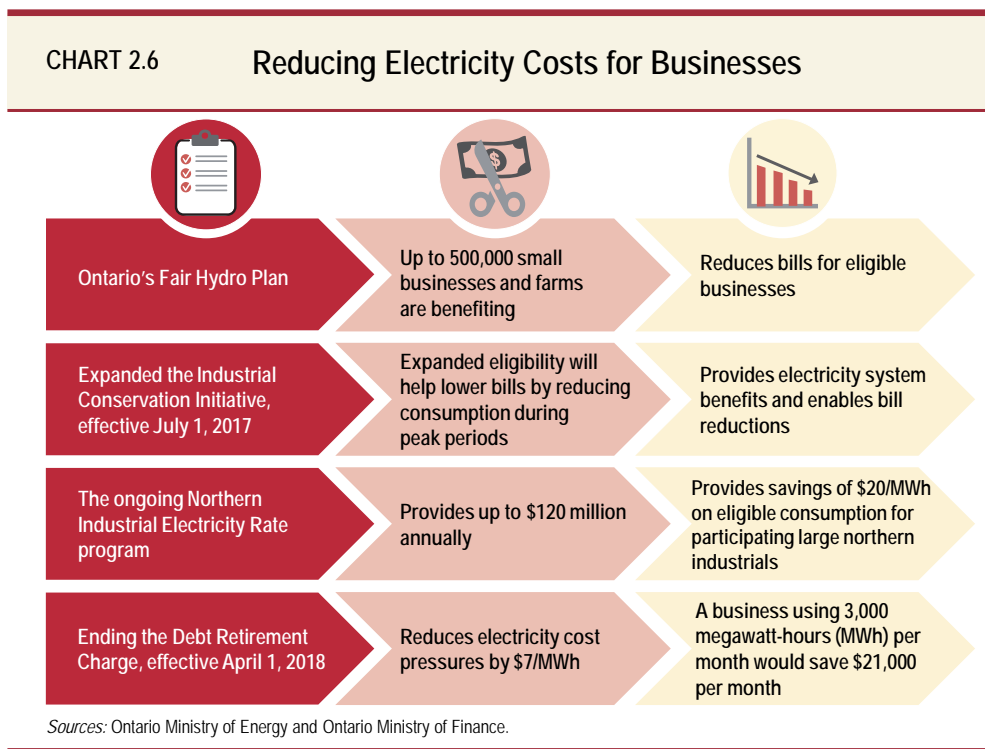 CHART 2.6
Reducing Electricity Costs for Businesses
$
Ontario’s Fair Hydro Plan
Up to 500,000 small
businesses and farms
are benefiting
Reduces bills for eligible
businesses
Expanded the Industrial
Conservation Initiative,
effective July 1, 2017
Expanded eligibility will
help lower bills by reducing
consumption during
peak periods
Provides electricity system
benefits and enables bill
reductions
The ongoing Northern
Industrial Electricity Rate
program
Provides up to $120 million
annually
Provides savings of $20/MWh
on eligible consumption for
participating large northern
industrials
Ending the Debt Retirement
Charge, effective April 1, 2018
Reduces electricity cost
pressures by $7/MWh
A business using 3,000
megawatt-hours (MWh) per
month would save $21,000
per month
Sources: Ontario Ministry of Energy and Ontario Ministry of Finance.